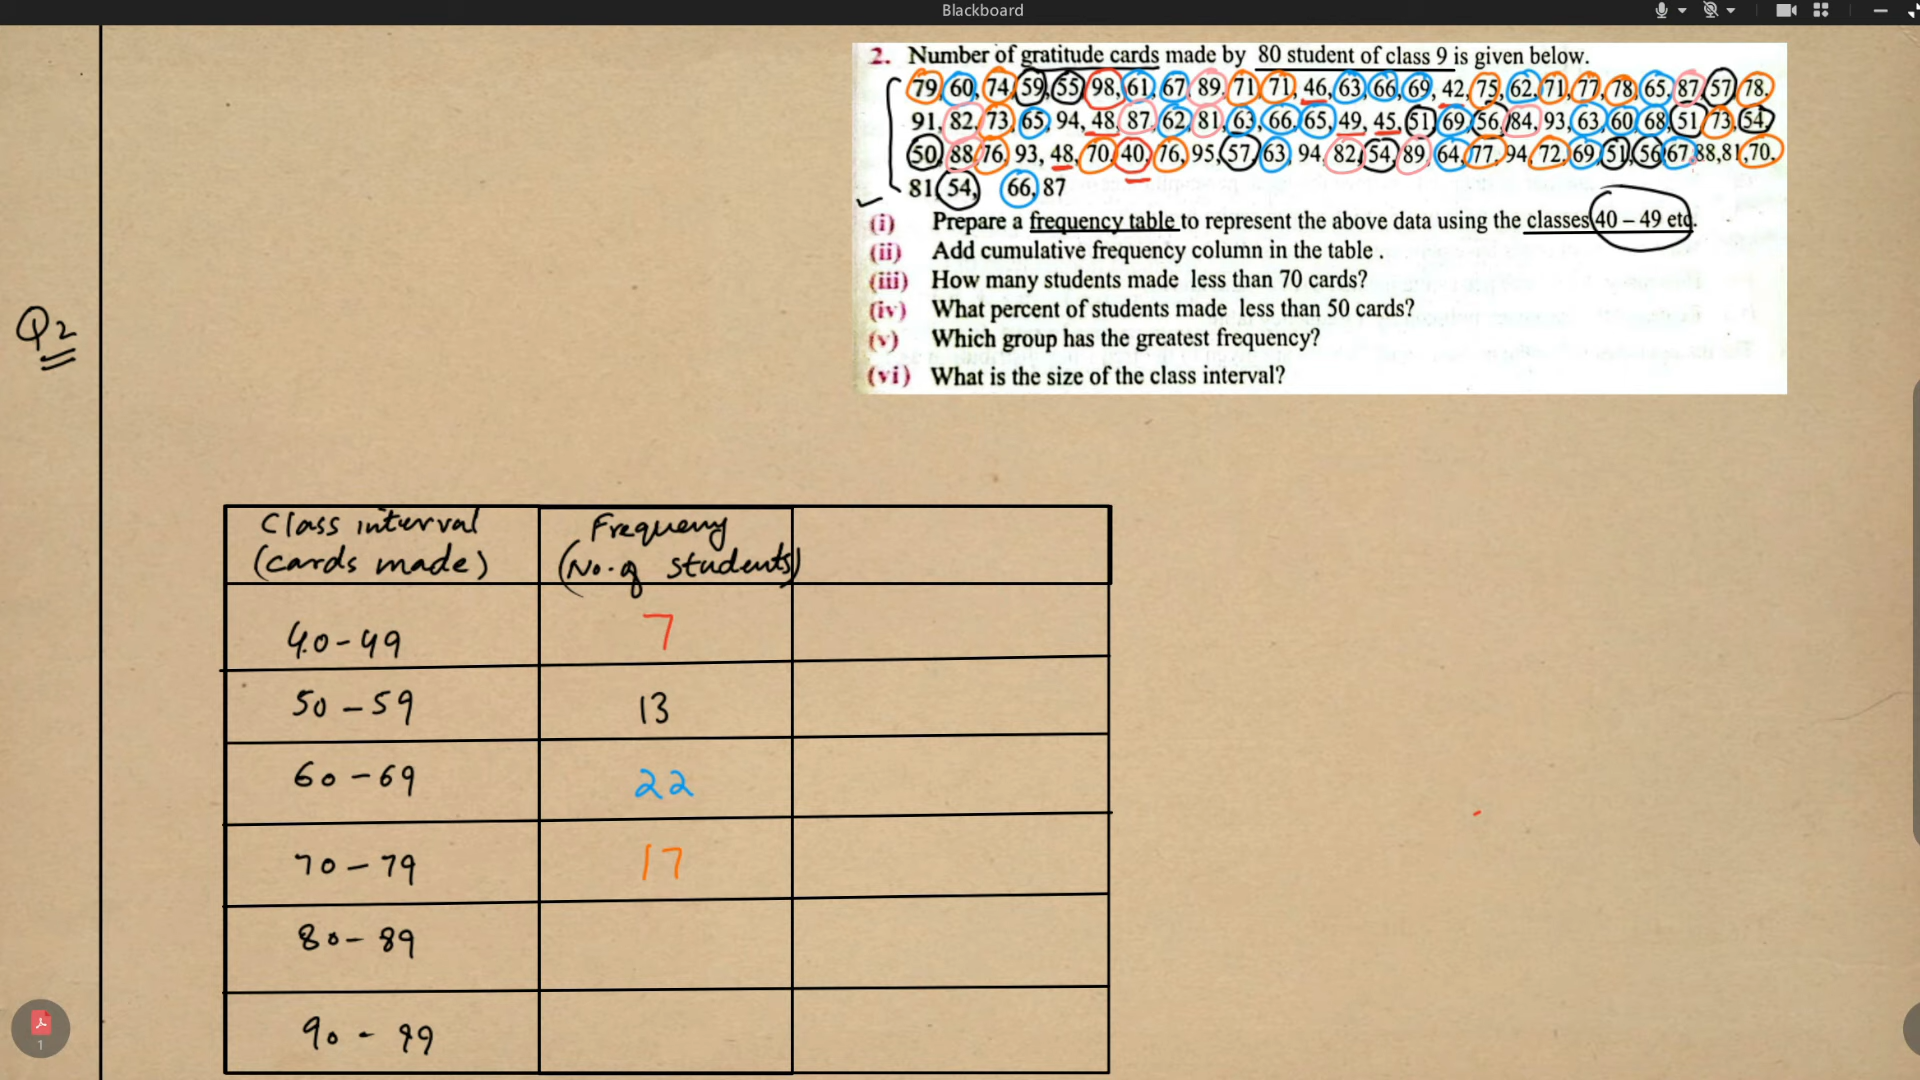 Blackboard
2. Number of gratitude cards made by 80 student of class 9 is given below.
79, 60, 74, 59, 55, 98, 61, 67, 89, 71, 71, 46, 63, 66, 69, 42, 75, 62, 71, 77, 78, 65, 87, 57, 78,
91, 82, 73, 65, 94, 48, 87, 62, 81, 63, 66, 65, 49, 45, 51, 69, 56, 84, 93, 63, 60, 68, 51, 73, 54,
50, 88, 76, 93, 48, 70, 40, 76, 95, 57, 63, 94, 82, 54, 89, 64, 77, 94, 72, 69, 51, 56, 67, 88, 81, 70,
81, 54, 66, 87
(i) Prepare a frequency table to represent the above data using the classes 40 – 49 etc.
(ii) Add cumulative frequency column in the table .
(iii) How many students made less than 70 cards?
(iv) What percent of students made less than 50 cards?
(v) Which group has the greatest frequency?
(vi) What is the size of the class interval?
Q2
Class interval Frequency
(cards made) (No. of students)
40-49 7
50-59 13
60-69 22
70-79 17
80-89
90-99
1